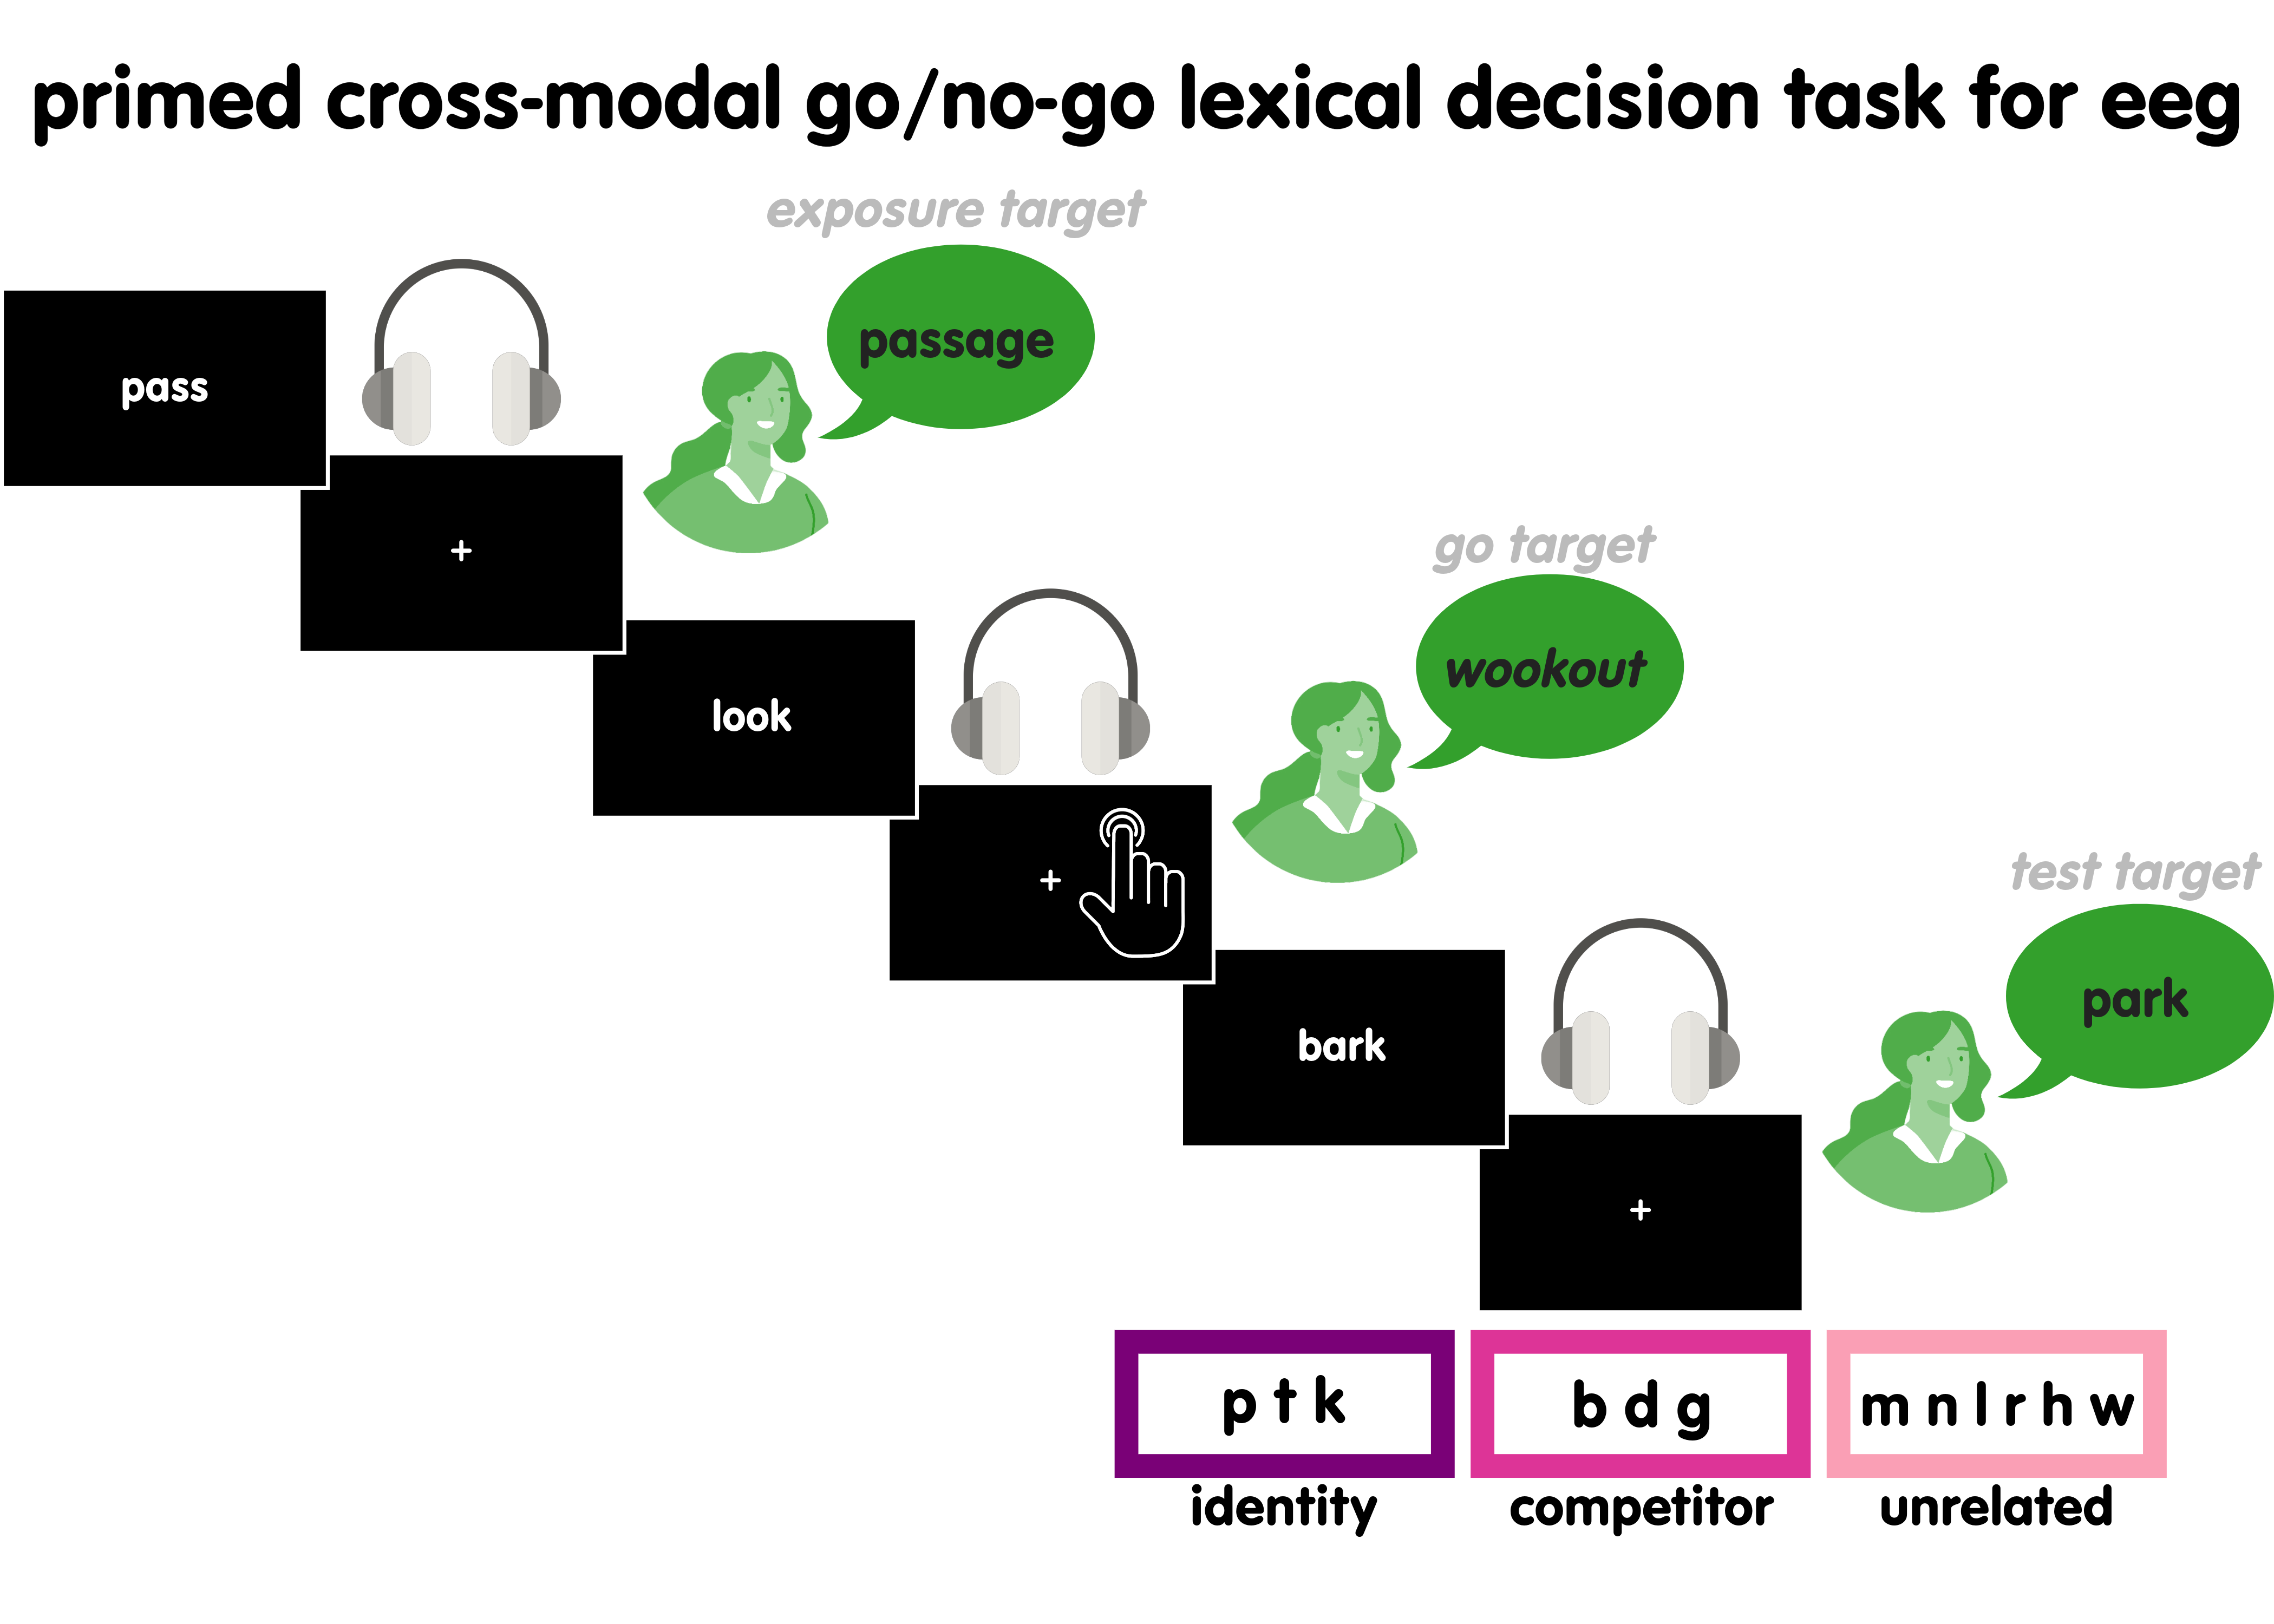 primed cross-modal go/no-go lexical decision task for eeg
exposure target
passage
pass
+
go target
wookout
look
+
test target
park
bark
+
p t k
b d g
m n l r h w
identity
competitor
unrelated